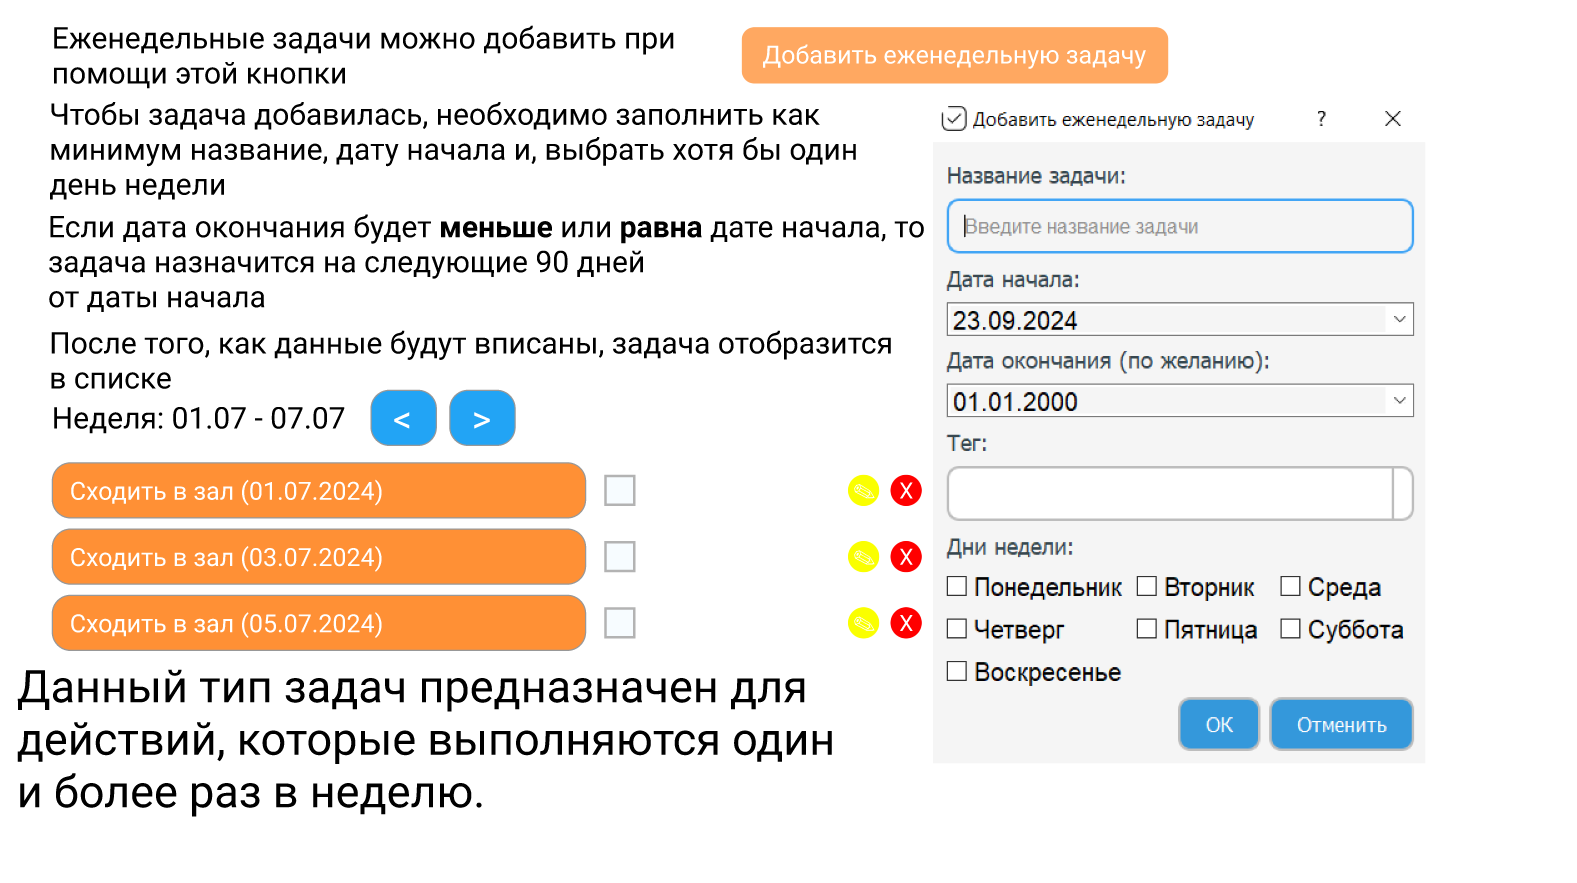 Еженедельные задачи можно добавить при
помощи этой кнопки
Добавить еженедельную задачу
Чтобы задача добавилась, необходимо заполнить как
минимум название, дату начала и, выбрать хотя бы один
день недели
Если дата окончания будет меньше или равна дате начала, то
задача назначится на следующие 90 дней
от даты начала
После того, как данные будут вписаны, задача отобразится
в списке
Неделя: 01.07 - 07.07
<
>
Сходить в зал (01.07.2024)
X
Сходить в зал (03.07.2024)
X
Сходить в зал (05.07.2024)
X
Данный тип задач предназначен для
действий, которые выполняются один
и более раз в неделю.
Добавить еженедельную задачу
?
Название задачи:
Введите название задачи
Дата начала:
23.09.2024
Дата окончания (по желанию):
01.01.2000
Тег:
Дни недели:
Понедельник Вторник Среда
Четверг Пятница Суббота
Воскресенье
ОК Отменить